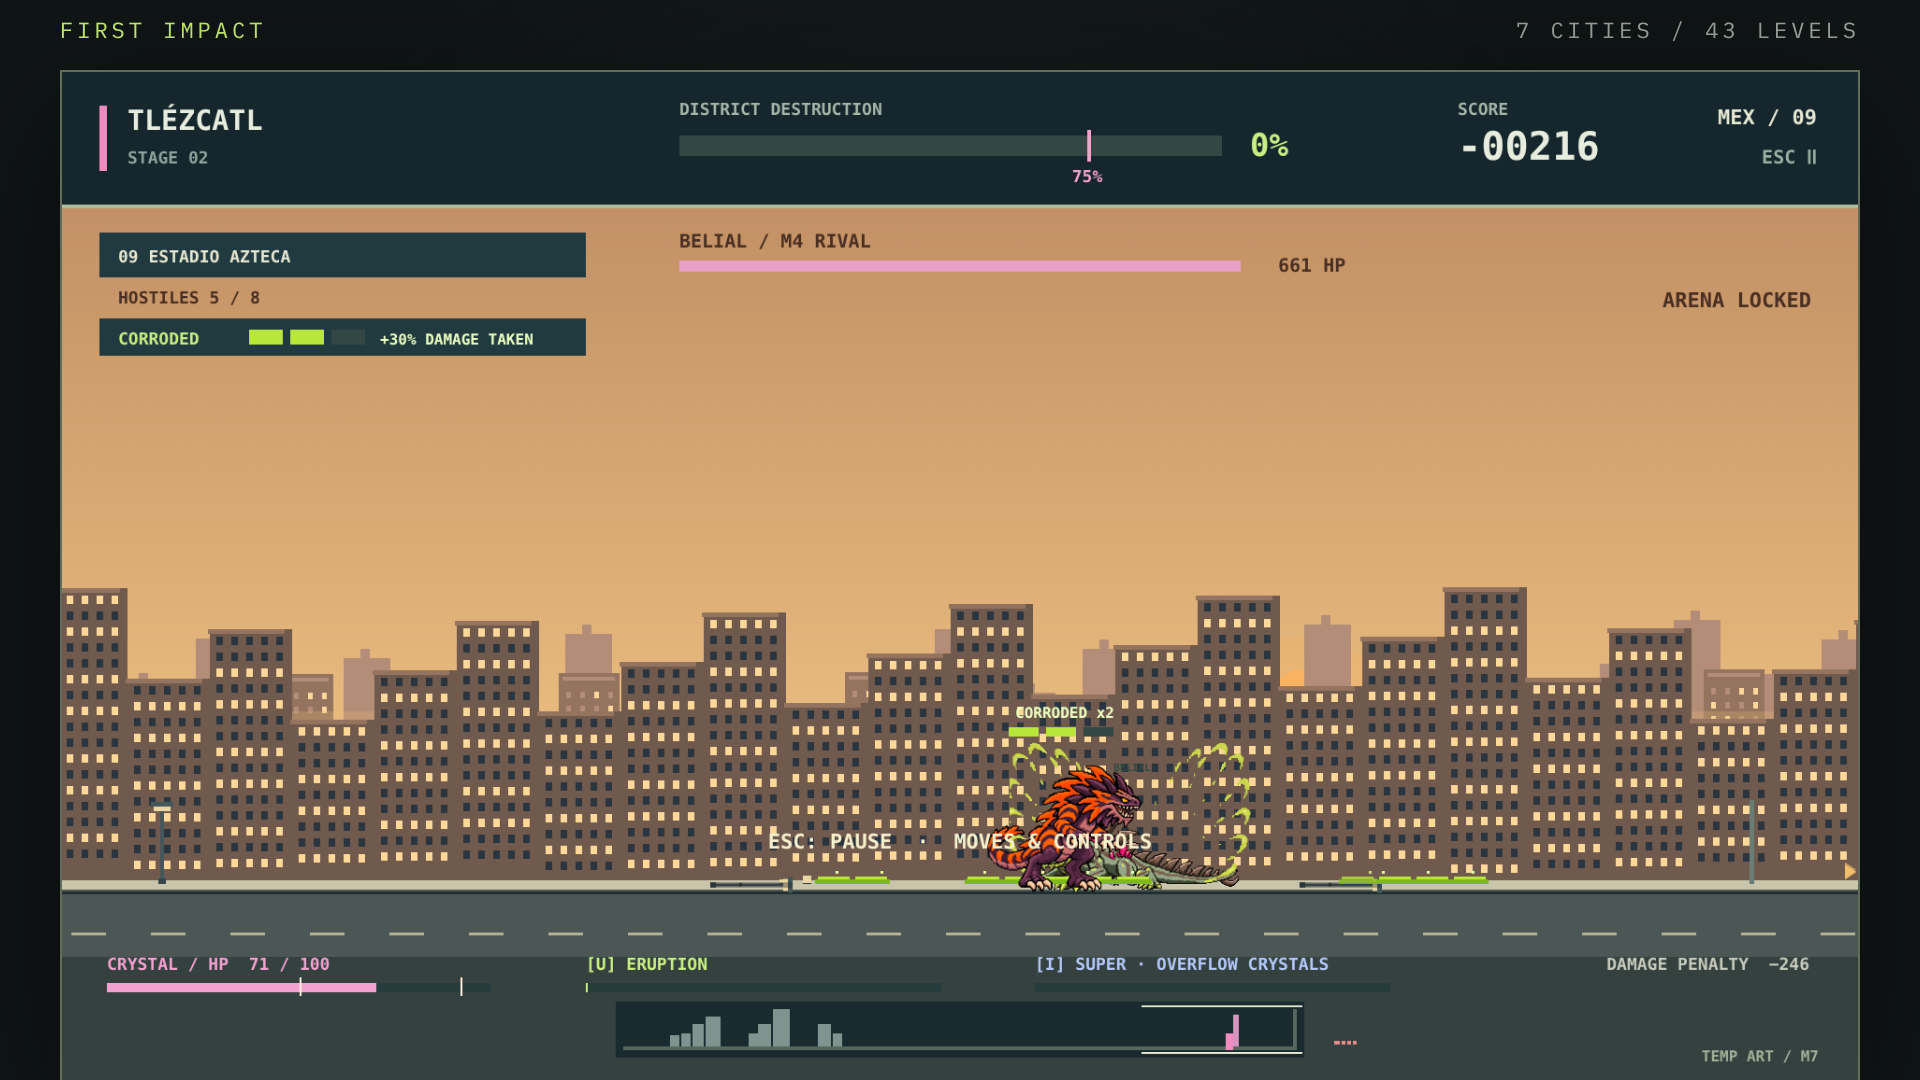 FIRST IMPACT
7 CITIES / 43 LEVELS
TLÉZCATL
STAGE 02
DISTRICT DESTRUCTION
0%
75%
SCORE
-00216
MEX / 09
ESC II
09 ESTADIO AZTECA
HOSTILES 5 / 8
CORRODED +30% DAMAGE TAKEN
BELIAL / M4 RIVAL
661 HP
ARENA LOCKED
CORRODED x2
ESC: PAUSE · MOVES & CONTROLS
CRYSTAL / HP 71 / 100
[U] ERUPTION
[I] SUPER · OVERFLOW CRYSTALS
DAMAGE PENALTY −246
TEMP ART / M7